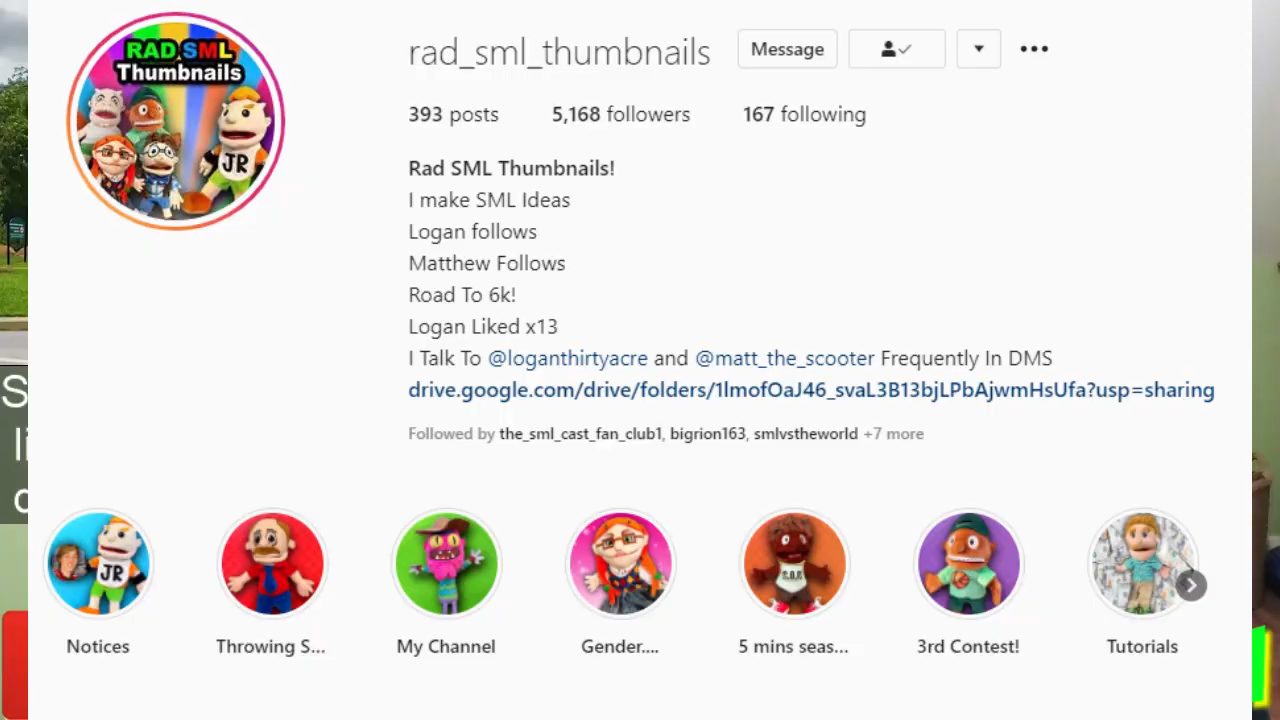 RAD SML
Thumbnails
JR
rad_sml_thumbnails
Message
393 posts 5,168 followers 167 following
Rad SML Thumbnails!
I make SML Ideas
Logan follows
Matthew Follows
Road To 6k!
Logan Liked x13
I Talk To @loganthirtyacre and @matt_the_scooter Frequently In DMS
drive.google.com/drive/folders/1lmofOaJ46_svaL3B13bjLPbAjwmHsUfa?usp=sharing
Followed by the_sml_cast_fan_club1, bigrion163, smlvstheworld +7 more
JR
Notices Throwing S... My Channel Gender.... 5 mins seas... 3rd Contest! Tutorials